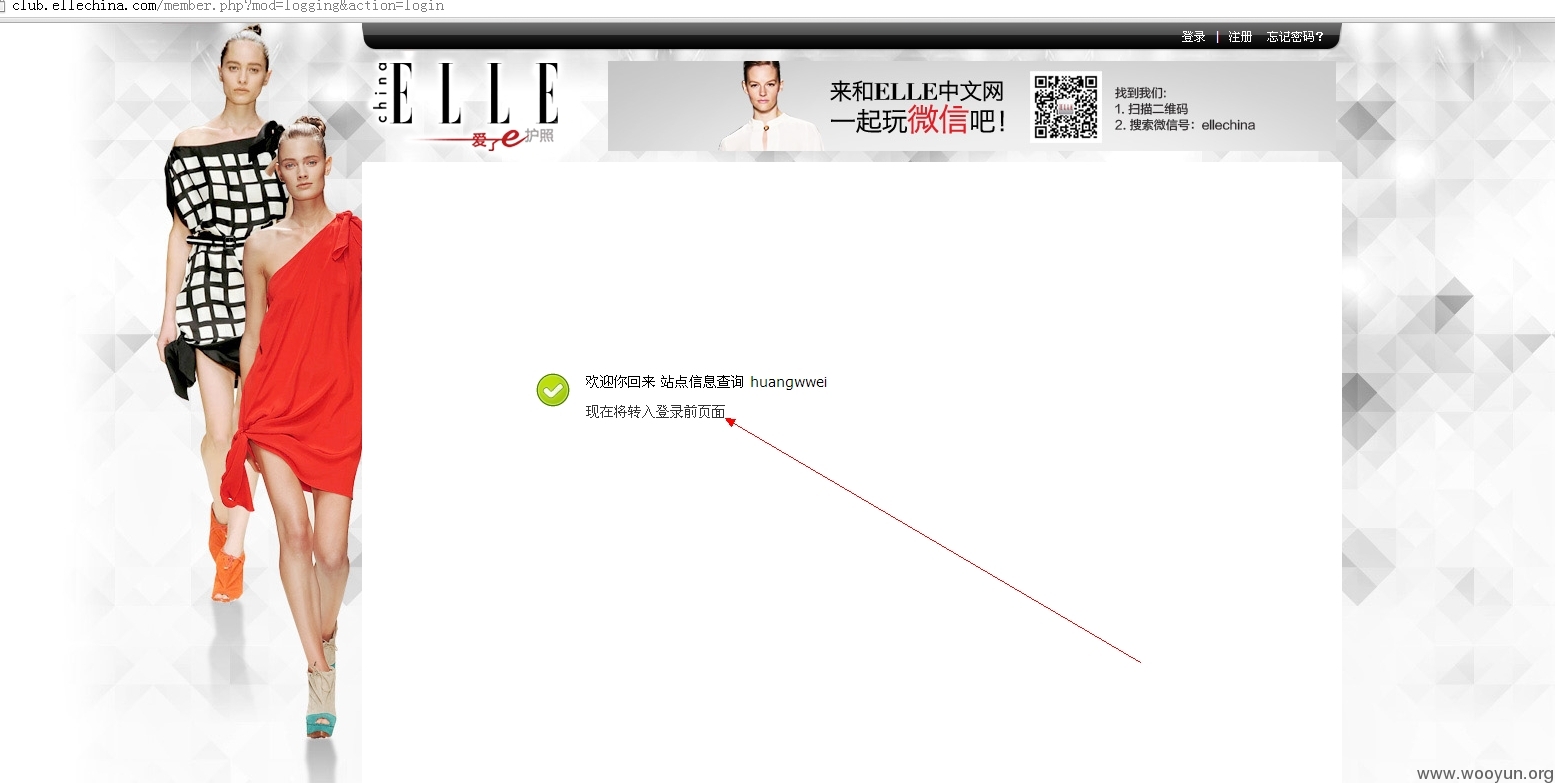 club.ellechina.com/member.php?mod=logging&action=login
登录 | 注册 忘记密码?
china
ELLE
爱了e护照
来和ELLE中文网
一起玩微信吧!
找到我们:
1. 扫描二维码
2. 搜索微信号: ellechina
欢迎你回来 站点信息查询 huangwwei
现在将转入登录前页面
www.wooyun.org